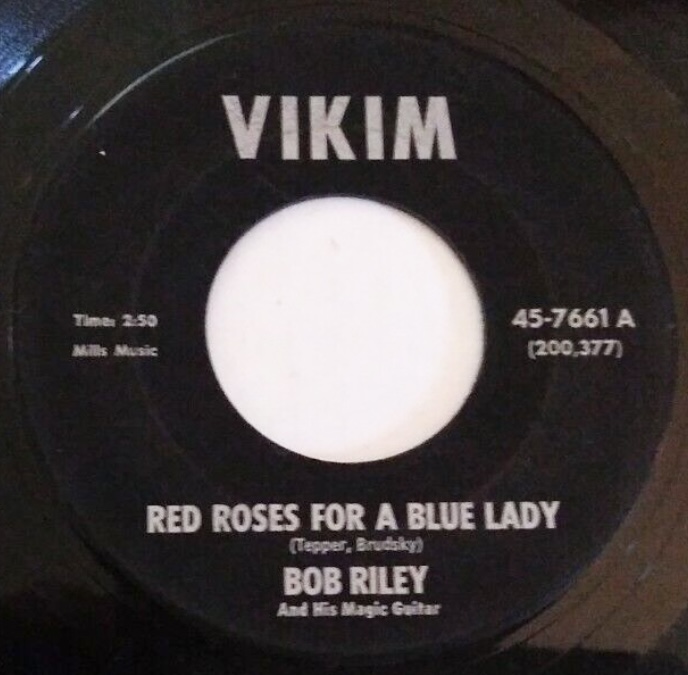 VIKIM
Time: 2:50
Mills Music
45-7661 A
(200,377)
RED ROSES FOR A BLUE LADY
(Tepper, Brudsky)
BOB RILEY
And His Magic Guitar